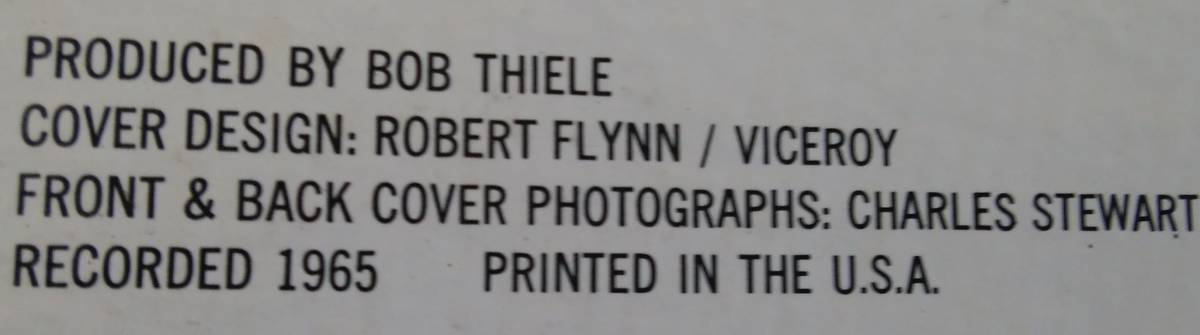 PRODUCED BY BOB THIELE
COVER DESIGN: ROBERT FLYNN / VICEROY
FRONT & BACK COVER PHOTOGRAPHS: CHARLES STEWART
RECORDED 1965 PRINTED IN THE U.S.A.